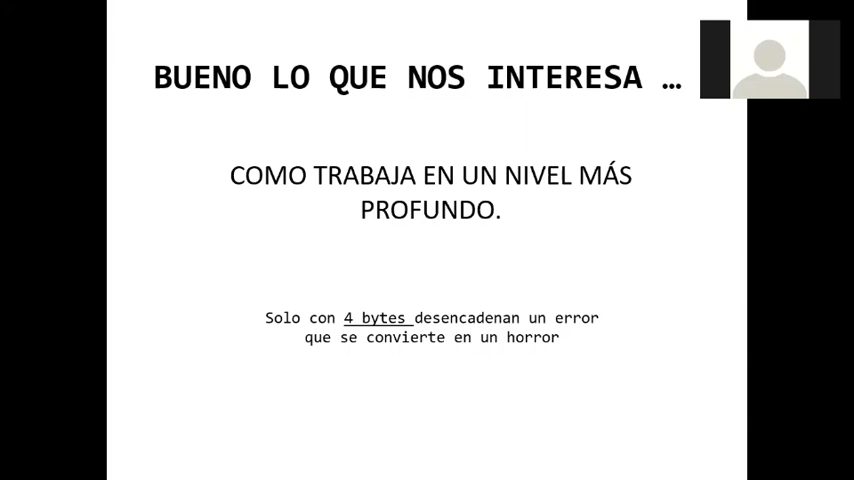 BUENO LO QUE NOS INTERESA …
COMO TRABAJA EN UN NIVEL MÁS
PROFUNDO.
Solo con 4 bytes desencadenan un error
que se convierte en un horror